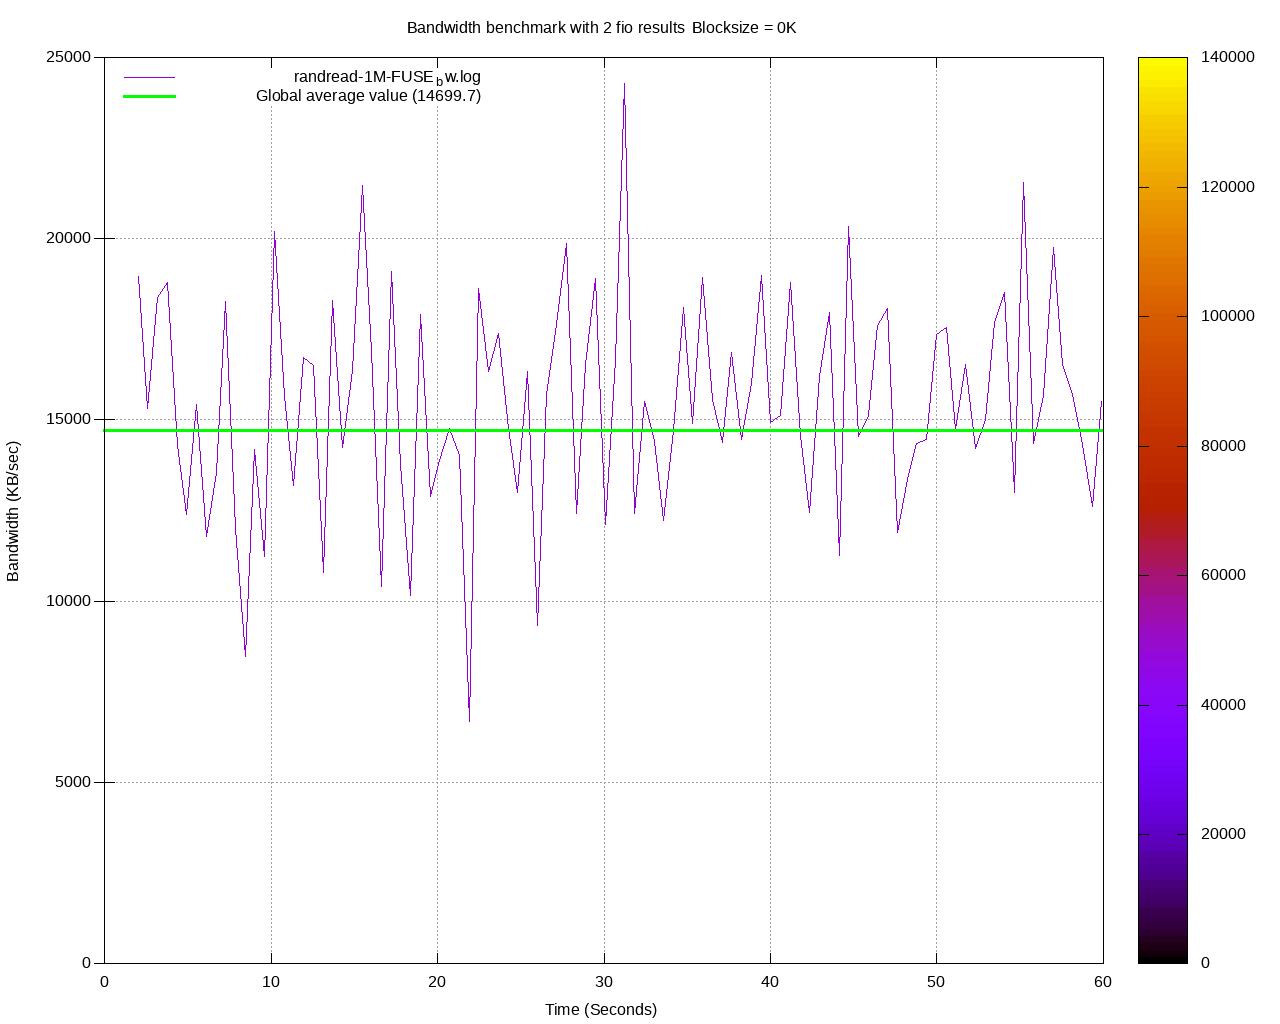 Bandwidth benchmark with 2 fio results Blocksize = 0K
randread-1M-FUSE_bw.log
Global average value (14699.7)
25000
20000
15000
10000
5000
0
Bandwidth (KB/sec)
0 10 20 30 40 50 60
Time (Seconds)
140000
120000
100000
80000
60000
40000
20000
0